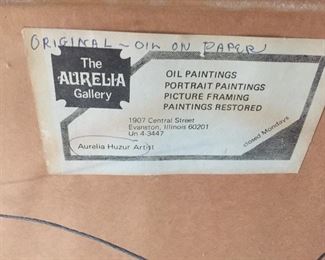 ORIGINAL - OIL ON PAPER
The
AURELIA
Gallery
OIL PAINTINGS
PORTRAIT PAINTINGS
PICTURE FRAMING
PAINTINGS RESTORED
1907 Central Street
Evanston, Illinois 60201
Un 4-3447
Aurelia Huzur Artist
closed Mondays